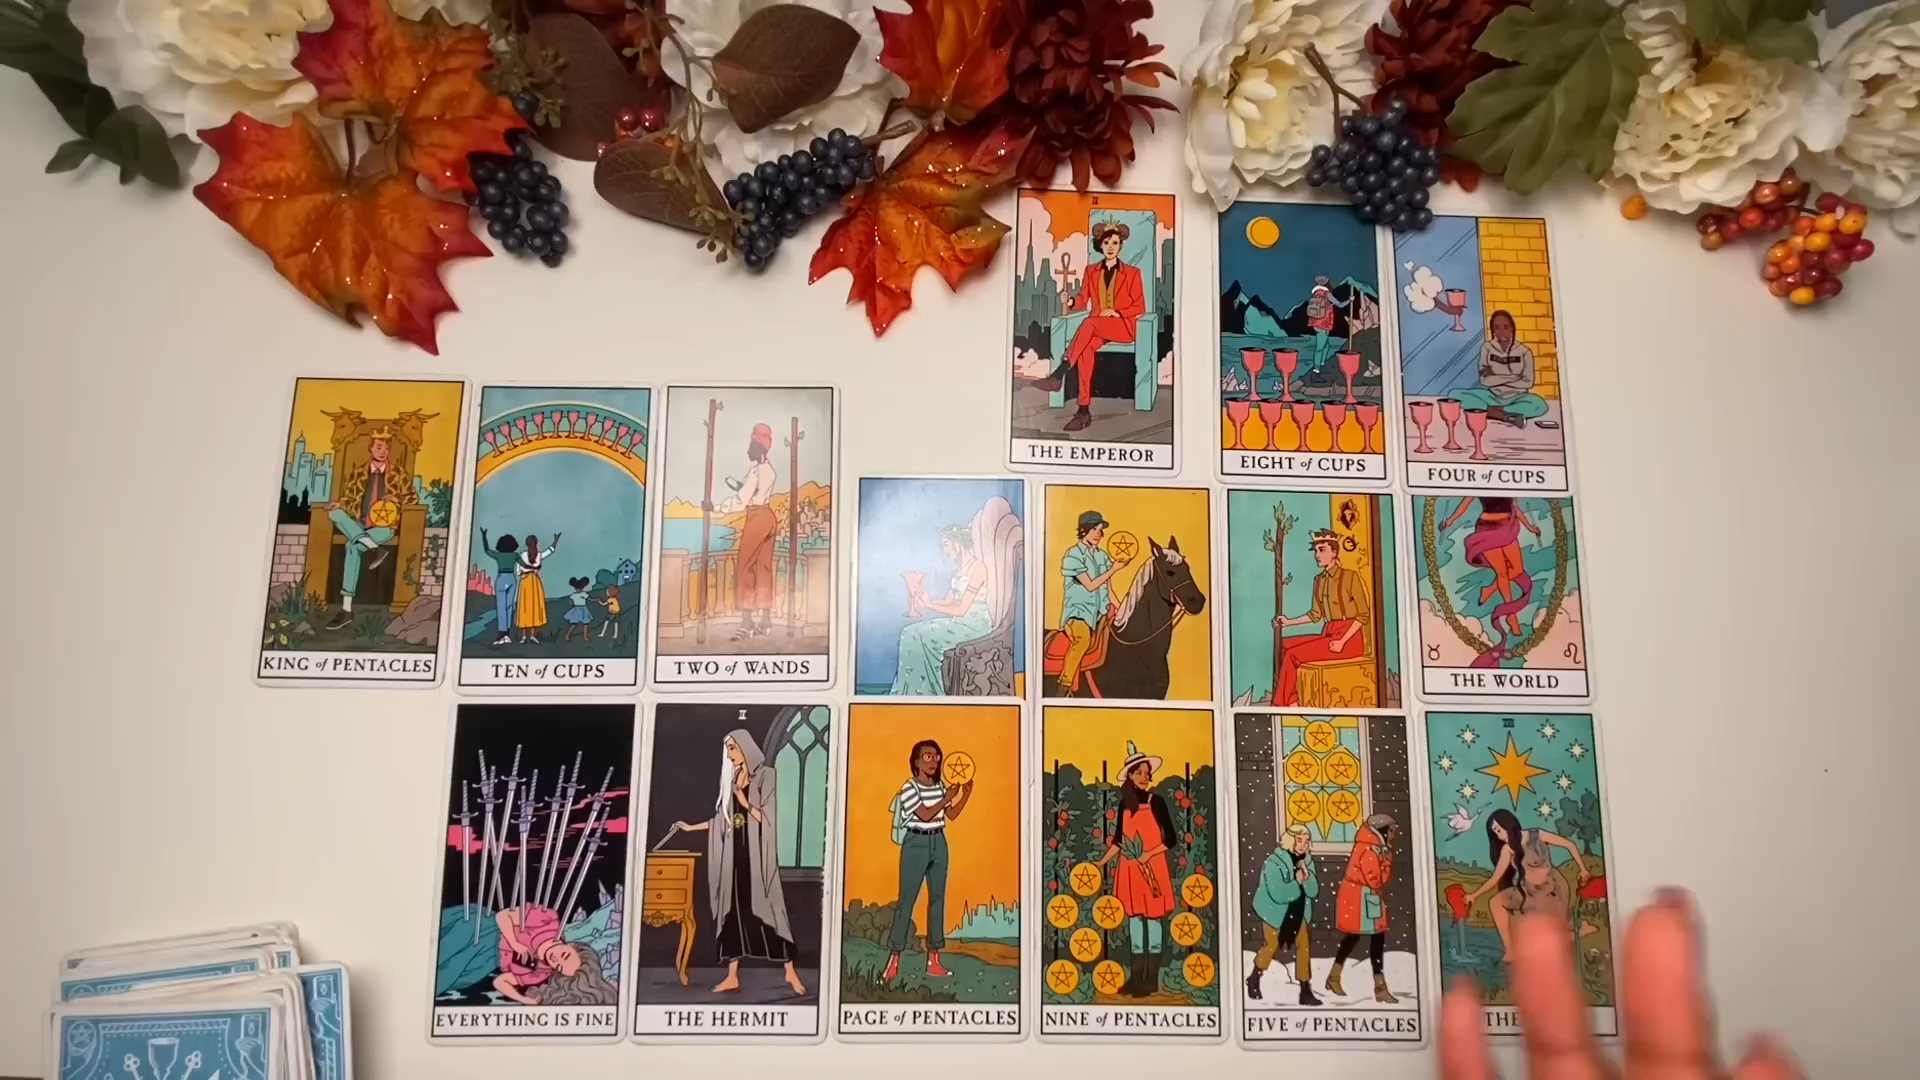 THE EMPEROR
EIGHT of CUPS
FOUR of CUPS
KING of PENTACLES
TEN of CUPS
TWO of WANDS
THE WORLD
EVERYTHING IS FINE
THE HERMIT
PAGE of PENTACLES
NINE of PENTACLES
FIVE of PENTACLES
THE